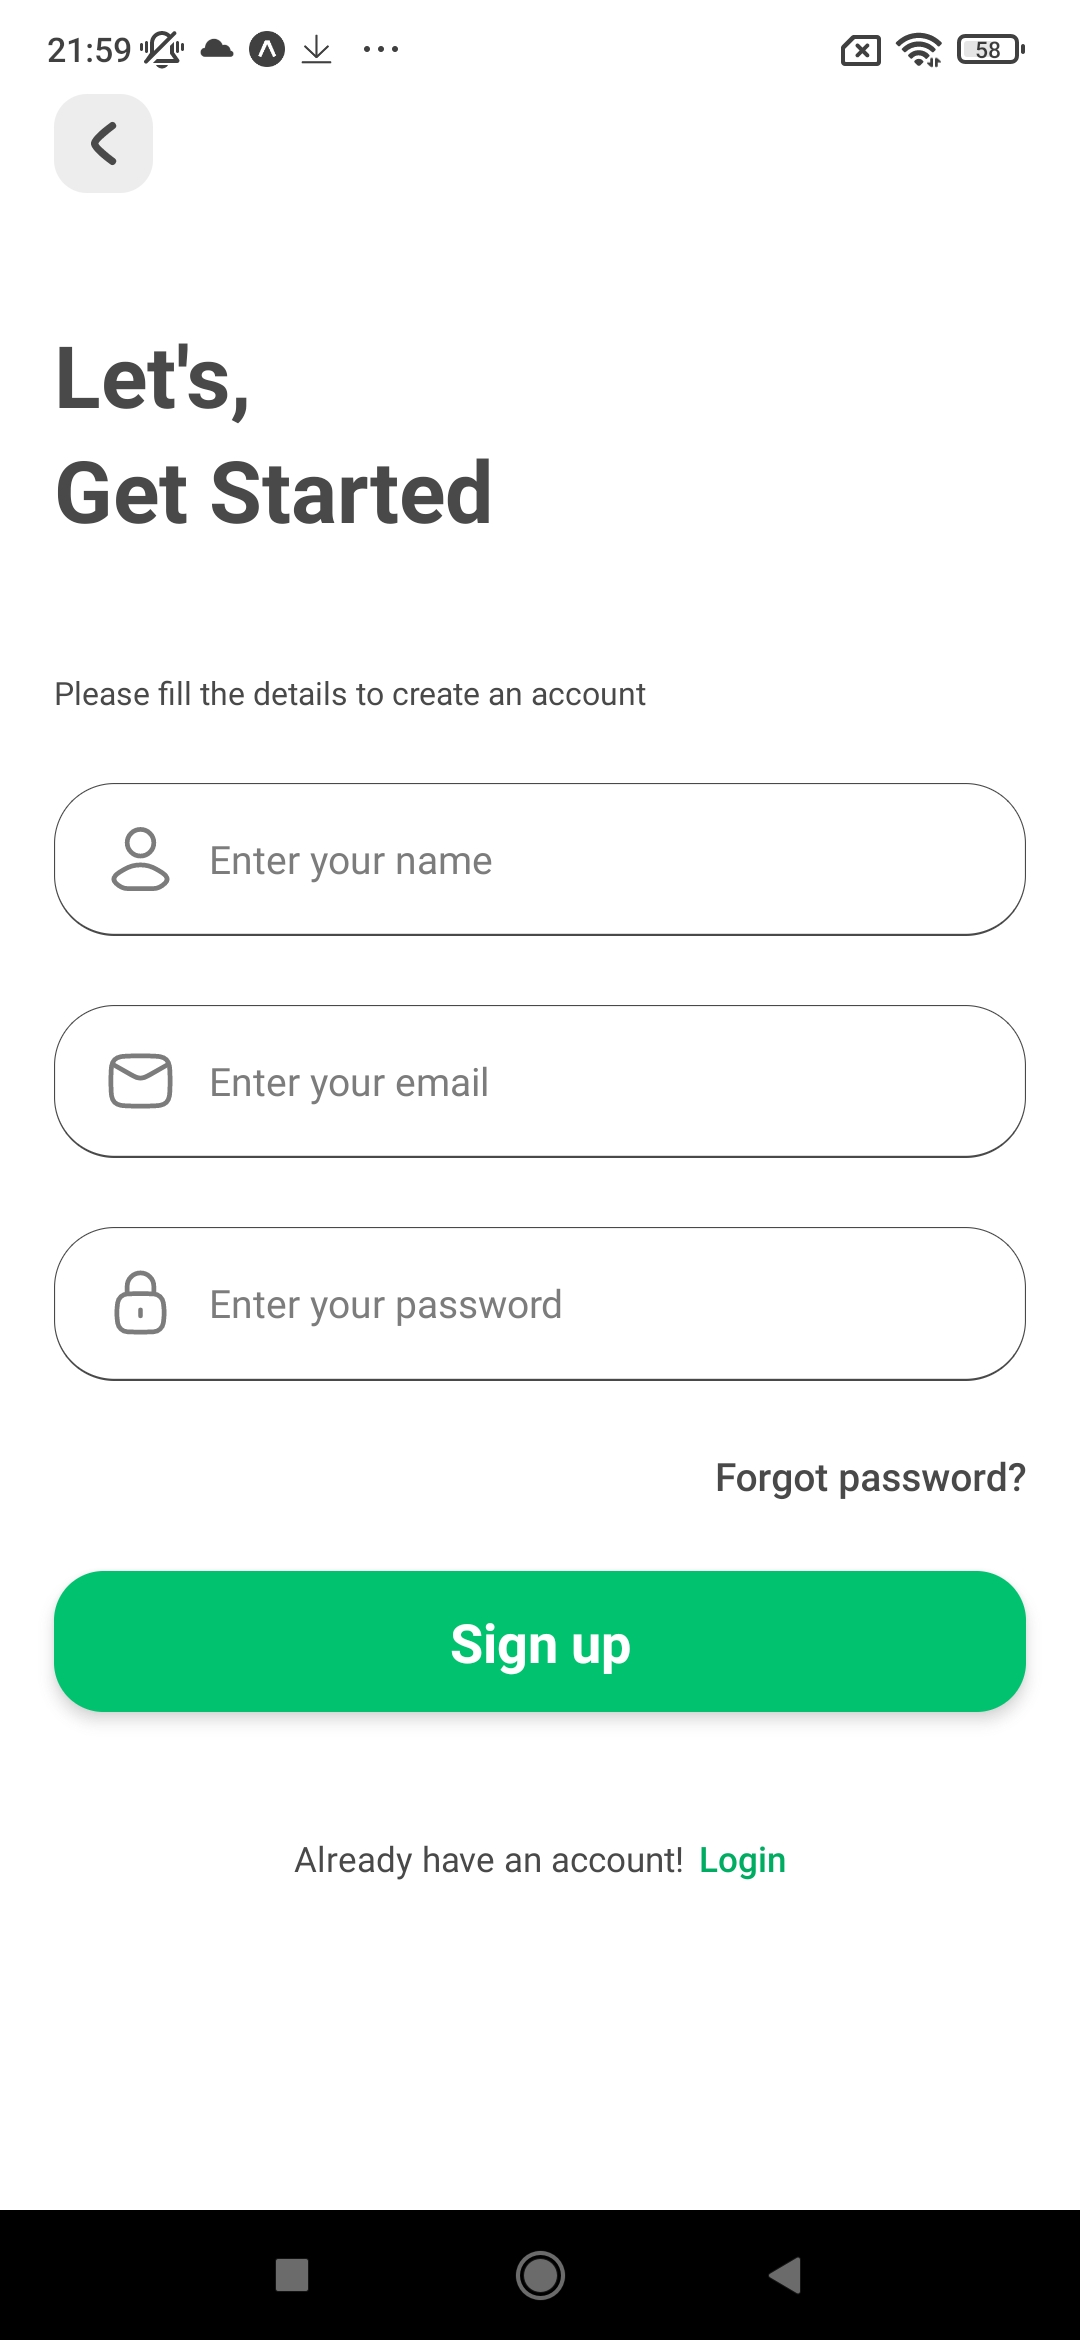 21:59
58
Let's,
Get Started
Please fill the details to create an account
Enter your name
Enter your email
Enter your password
Forgot password?
Sign up
Already have an account! Login